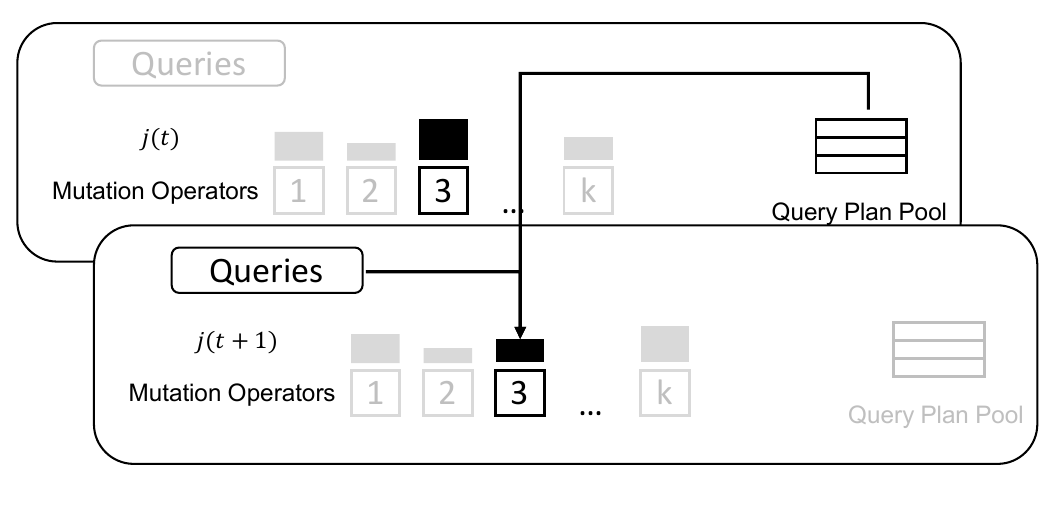 Queries
j(t)
Mutation Operators 1 2 3 ... k
Query Plan Pool
Queries
j(t + 1)
Mutation Operators 1 2 3 ... k
Query Plan Pool